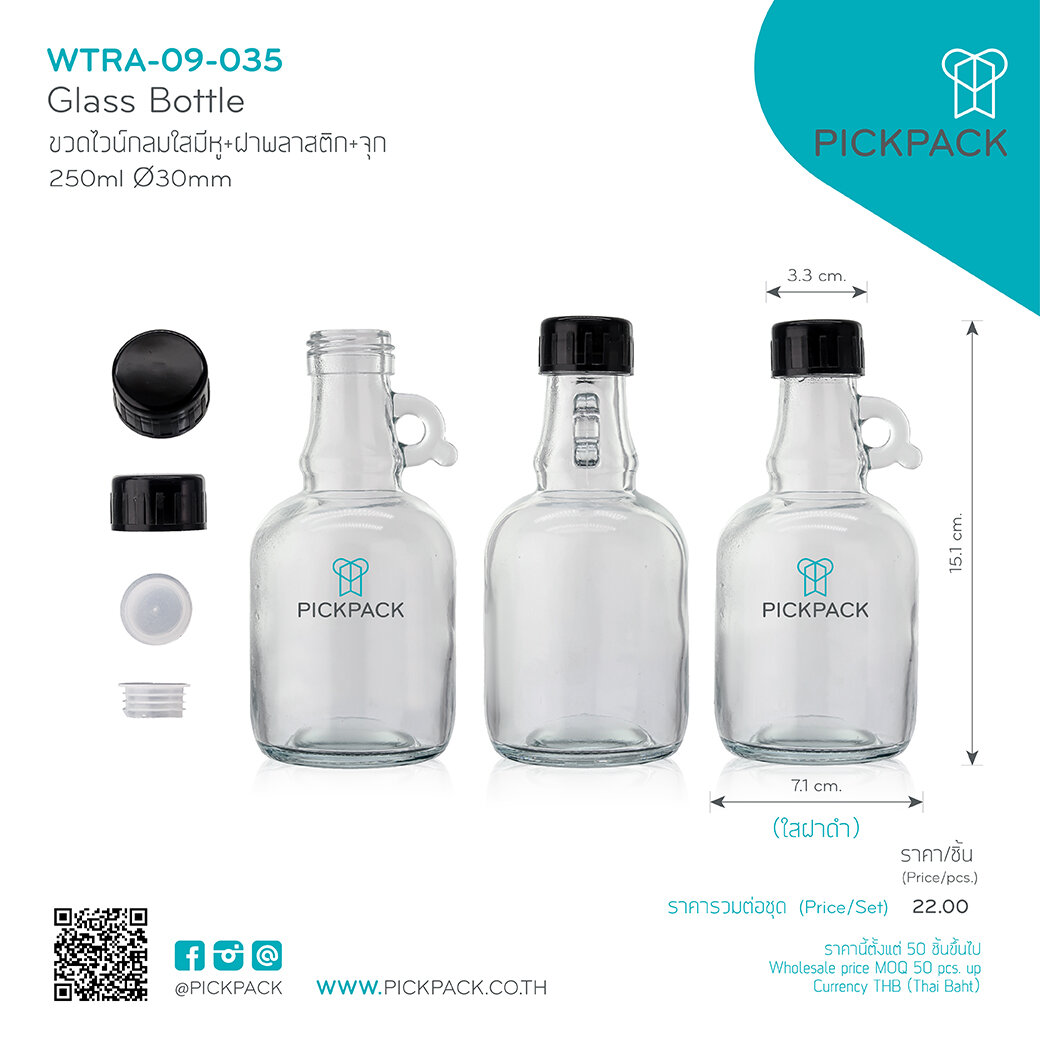 WTRA-09-035
Glass Bottle
ขวดไวน์กลมใสมีหู+ฝาพลาสติก+จุก
250ml Ø30mm
PICKPACK
3.3 cm.
15.1 cm.
PICKPACK
PICKPACK
7.1 cm.
(ใสฝาดำ)
ราคา/ชิ้น
(Price/pcs.)
ราคารวมต่อชุด (Price/Set) 22.00
ราคานี้ตั้งแต่ 50 ชิ้นขึ้นไป
Wholesale price MOQ 50 pcs. up
Currency THB (Thai Baht)
@PICKPACK
WWW.PICKPACK.CO.TH